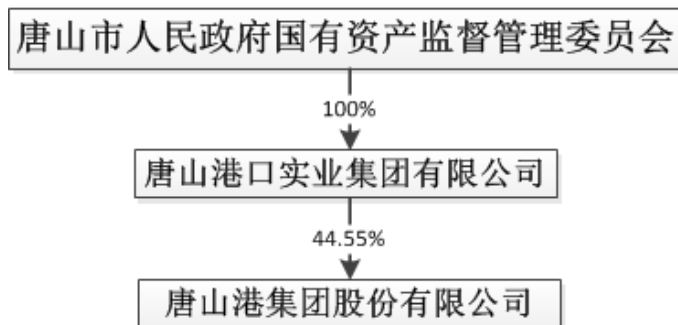 唐山市人民政府国有资产监督管理委员会
100%
唐山港口实业集团有限公司
44.55%
唐山港集团股份有限公司